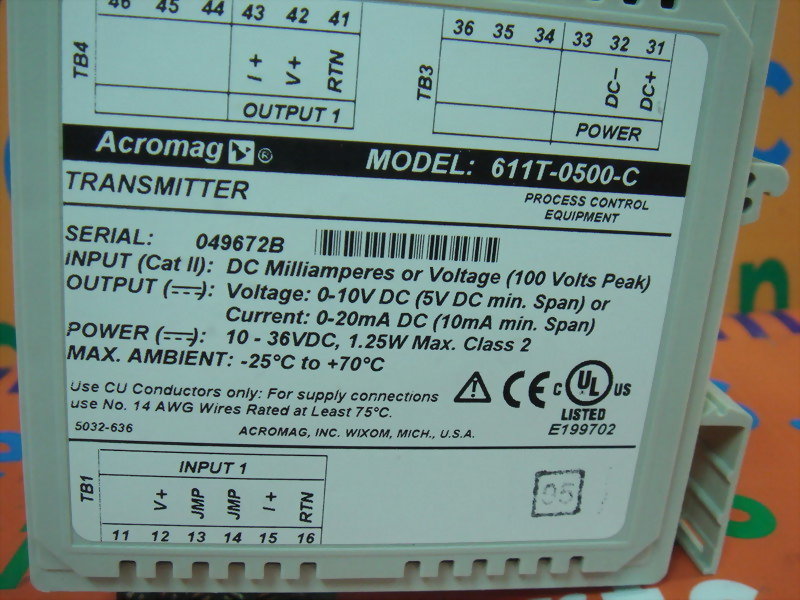 46 45 44 43 42 41
TB4
I+ V+ RTN
OUTPUT 1
36 35 34 33 32 31
TB3
DC- DC+
POWER
Acromag ® MODEL: 611T-0500-C
TRANSMITTER
PROCESS CONTROL
EQUIPMENT
SERIAL: 049672B
INPUT (Cat II): DC Milliamperes or Voltage (100 Volts Peak)
OUTPUT (⎓): Voltage: 0-10V DC (5V DC min. Span) or
Current: 0-20mA DC (10mA min. Span)
POWER (⎓): 10 - 36VDC, 1.25W Max. Class 2
MAX. AMBIENT: -25°C to +70°C
Use CU Conductors only: For supply connections
use No. 14 AWG Wires Rated at Least 75°C.
CE C UL US
LISTED
E199702
5032-636 ACROMAG, INC. WIXOM, MICH., U.S.A.
INPUT 1
TB1
V+ JMP JMP I+ RTN
11 12 13 14 15 16